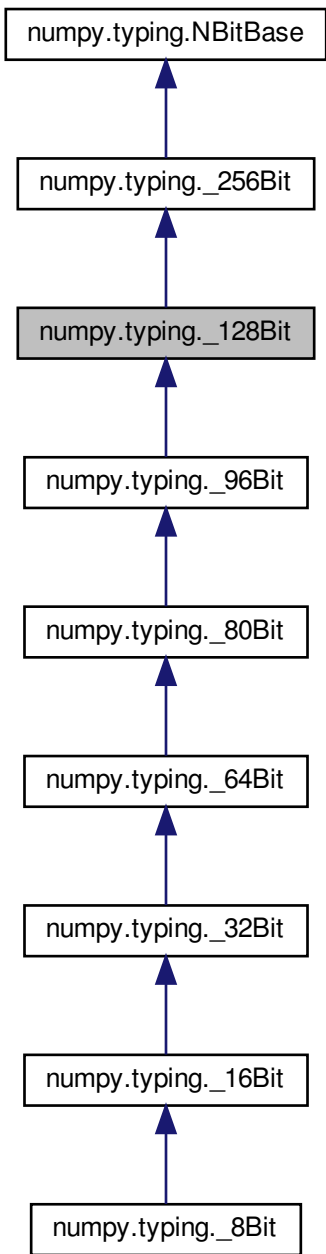 numpy.typing.NBitBase
numpy.typing._256Bit
numpy.typing._128Bit
numpy.typing._96Bit
numpy.typing._80Bit
numpy.typing._64Bit
numpy.typing._32Bit
numpy.typing._16Bit
numpy.typing._8Bit